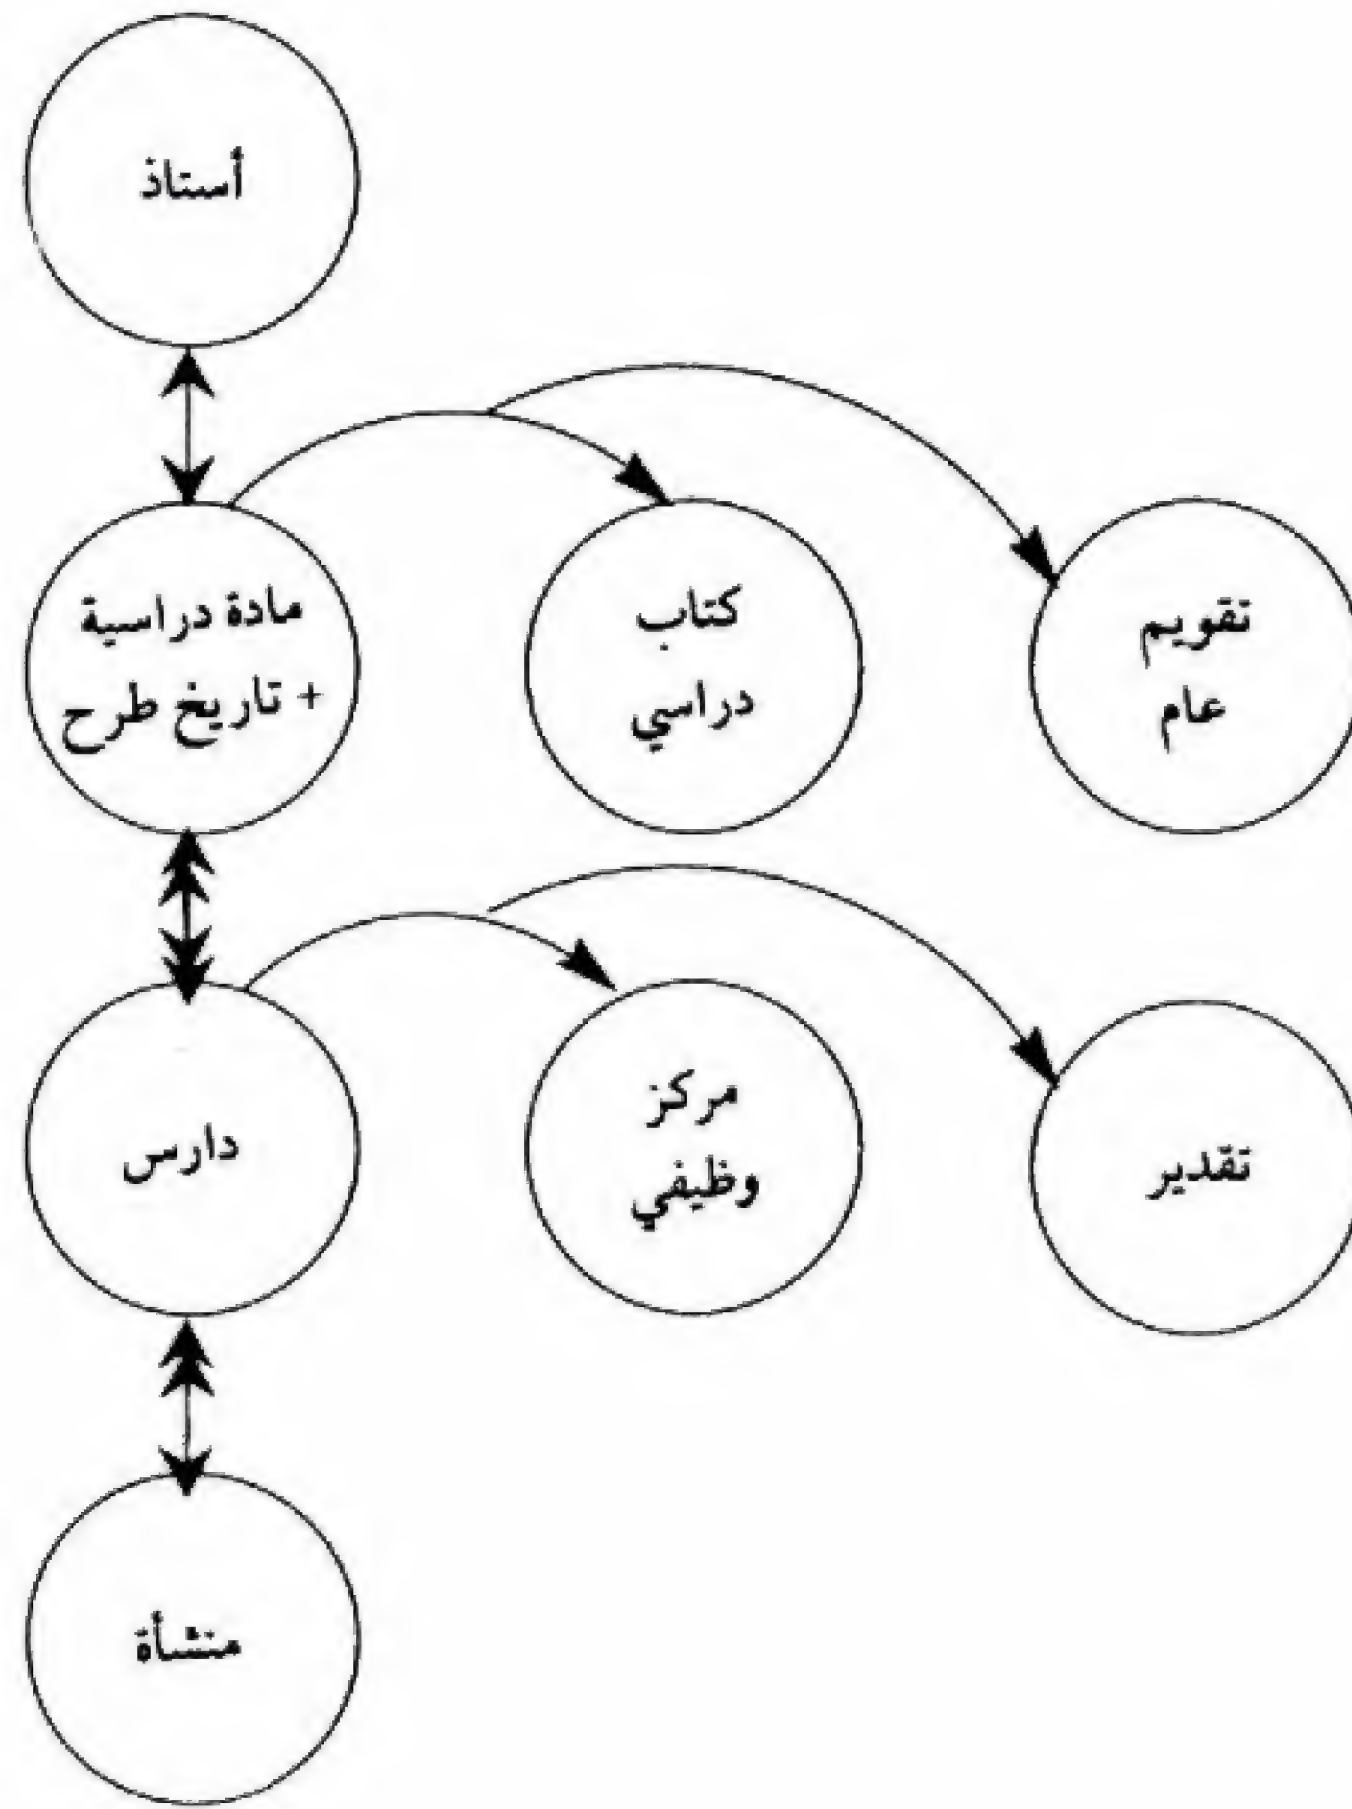 أستاذ
مادة دراسية
+ تاريخ طرح
كتاب
دراسي
تقويم
عام
دارس
مركز
وظيفي
تقدير
منشأة